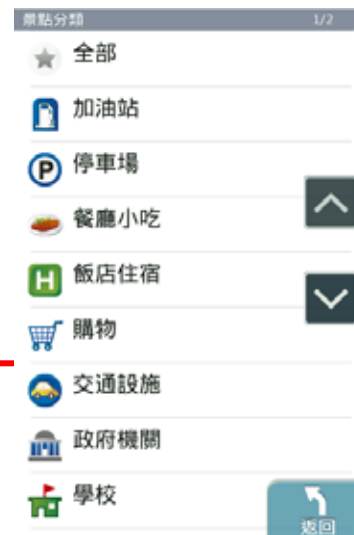 景點分類 1/2
全部
加油站
P 停車場
餐廳小吃
H 飯店住宿
購物
交通設施
政府機關
學校
返回